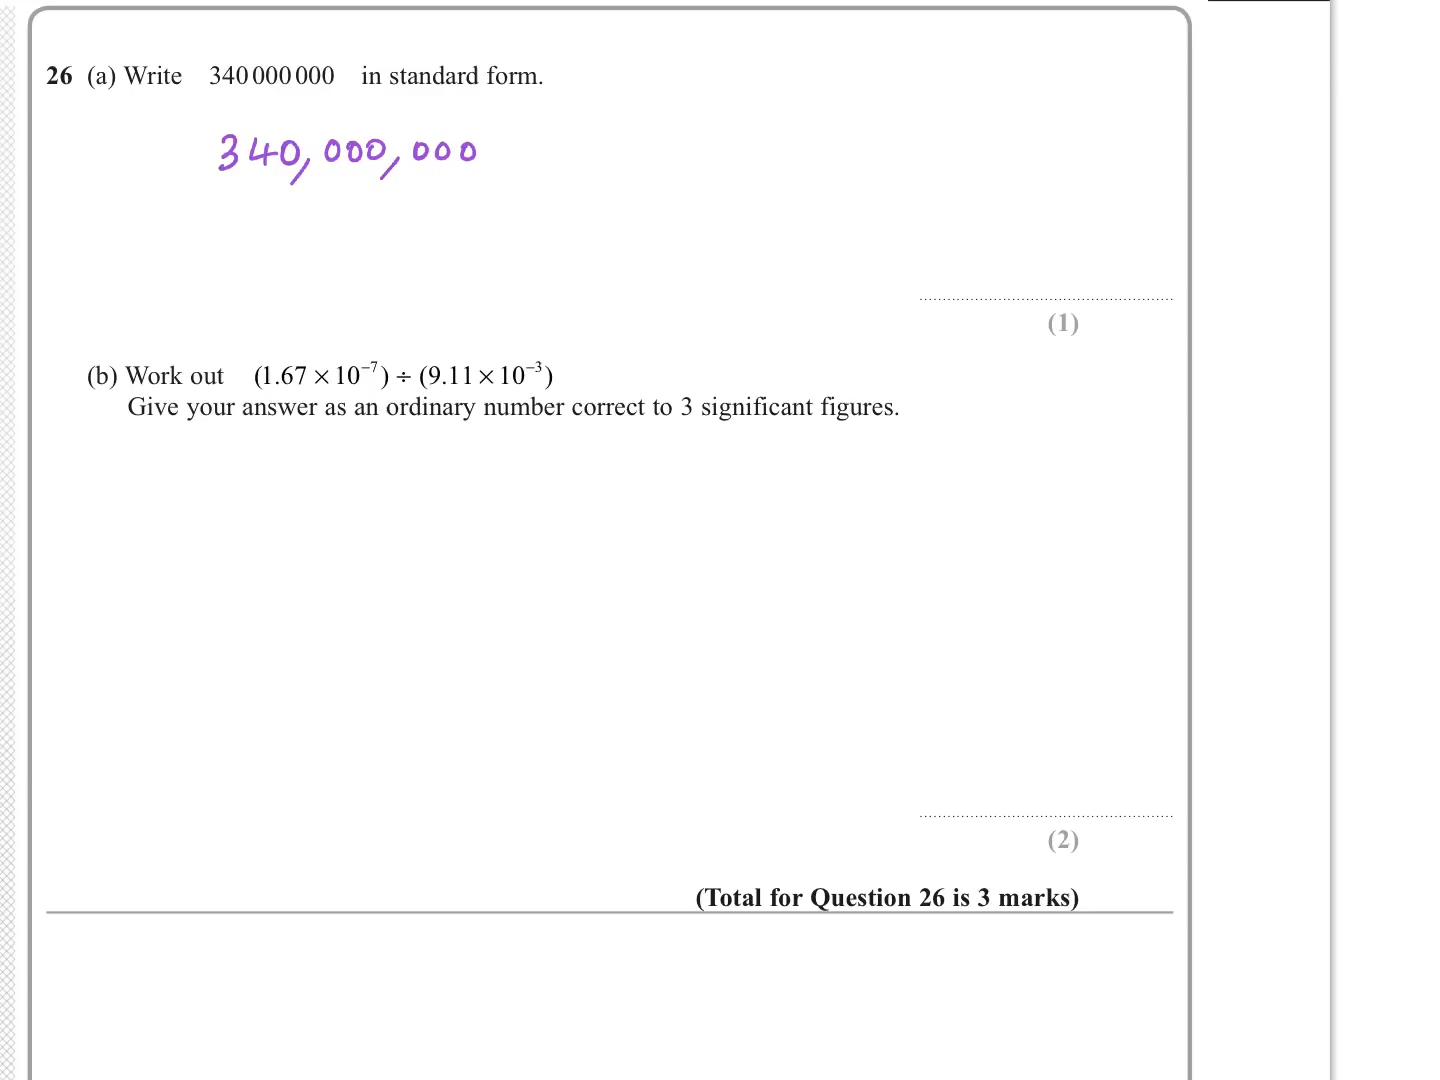 26 (a) Write 340 000 000 in standard form.
340,000,000
(1)
(b) Work out (1.67 × 10⁻⁷) ÷ (9.11 × 10⁻³)
Give your answer as an ordinary number correct to 3 significant figures.
(2)
(Total for Question 26 is 3 marks)